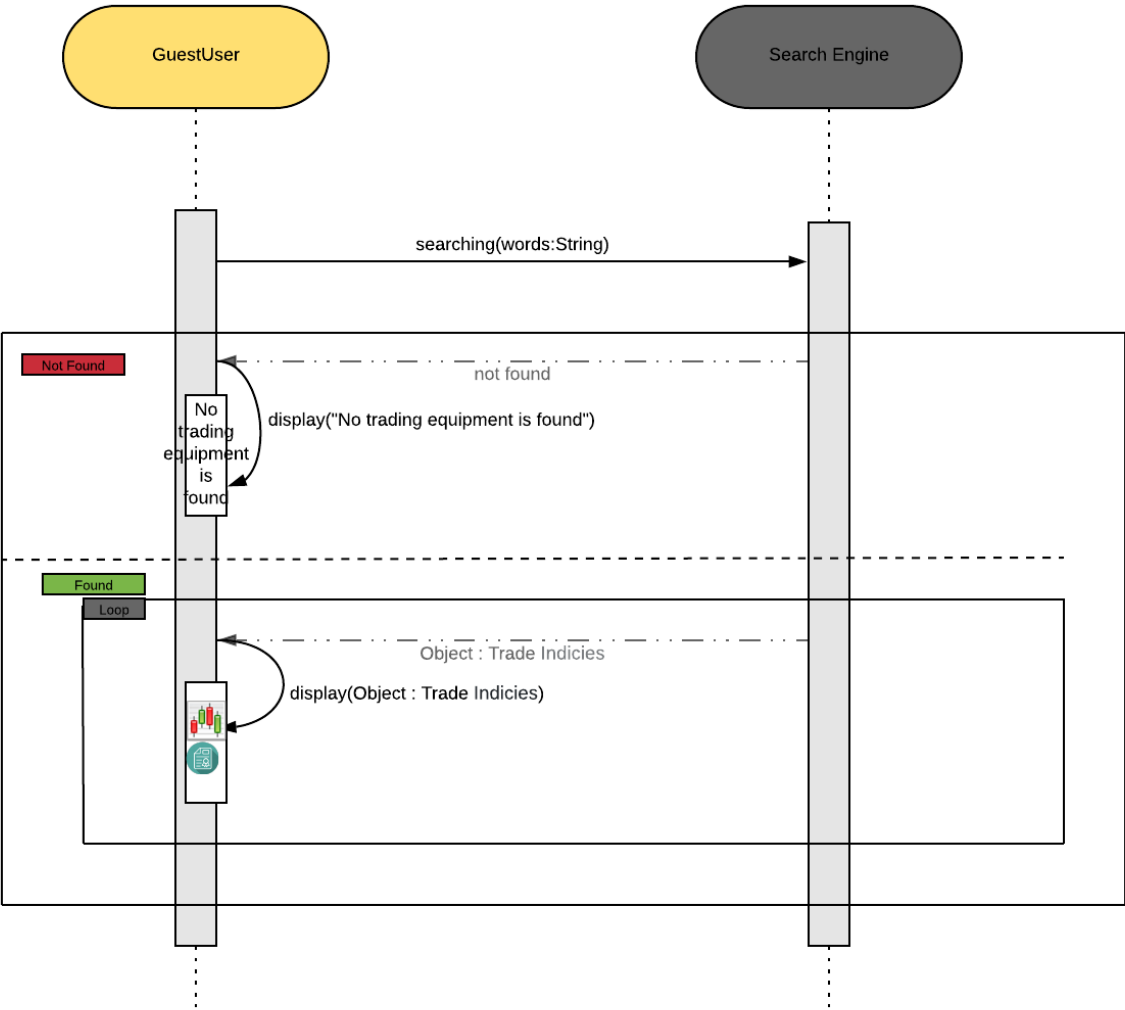 GuestUser
Search Engine
searching(words:String)
Not Found
not found
display("No trading equipment is found")
No
trading
equipment
is
found
Found
Loop
Object : Trade Indicies
display(Object : Trade Indicies)